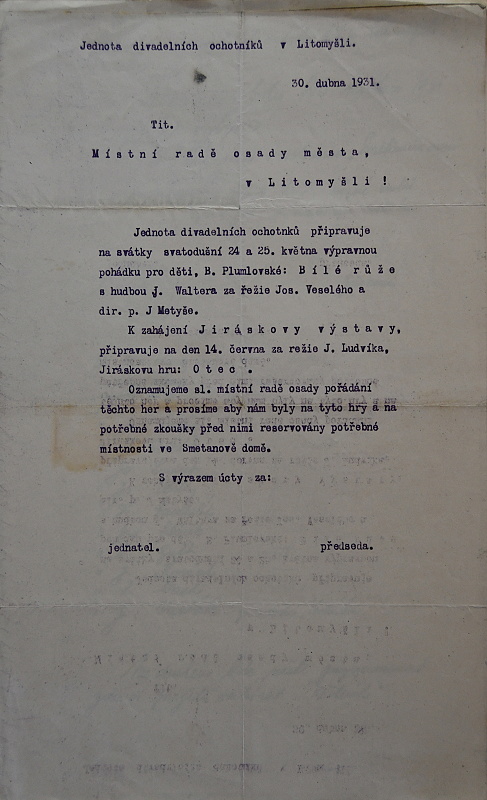 Jednota divadelních ochotníků v Litomyšli.
30. dubna 1931.
Tit.
Místní radě osady města,
v Litomyšli !
Jednota divadelních ochotnků připravuje
na svátky svatodušní 24 a 25. května výpravnou
pohádku pro děti, B. Plumlovské: Bílé růže
s hudbou J. Waltera za režie Jos. Veselého a
dir. p. J Metyše.
K zahájení Jiráskovy výstavy,
připravuje na den 14. června za režie J. Ludvíka,
Jiráskovu hru: Otec .
Oznamujeme sl. místní radě osady pořádání
těchto her a prosíme aby nám byly na tyto hry a na
potřebné zkoušky před nimi reservovány potřebné
místnosti ve Smetanově domě.
S výrazem úcty za:
jednatel. předseda.